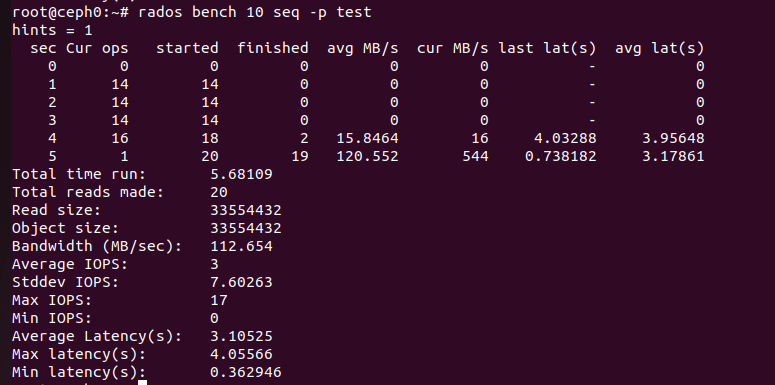 root@ceph0:~# rados bench 10 seq -p test
hints = 1
  sec Cur ops   started  finished  avg MB/s  cur MB/s last lat(s)  avg lat(s)
    0       0         0         0         0         0           -           0
    1      14        14         0         0         0           -           0
    2      14        14         0         0         0           -           0
    3      14        14         0         0         0           -           0
    4      16        18         2   15.8464        16     4.03288     3.95648
    5       1        20        19   120.552       544    0.738182     3.17861
Total time run:       5.68109
Total reads made:     20
Read size:            33554432
Object size:          33554432
Bandwidth (MB/sec):   112.654
Average IOPS:         3
Stddev IOPS:          7.60263
Max IOPS:             17
Min IOPS:             0
Average Latency(s):   3.10525
Max latency(s):       4.05566
Min latency(s):       0.362946